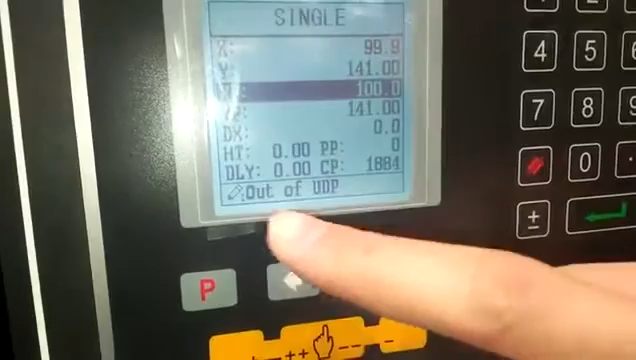 SINGLE
X: 99.9
Y: 141.00
100.0
141.00
DX: 0.0
HT: 0.00 PP: 0
DLY: 0.00 CP: 1884
Out of UDP
4 5
7 8
0 .
±
P
++ --